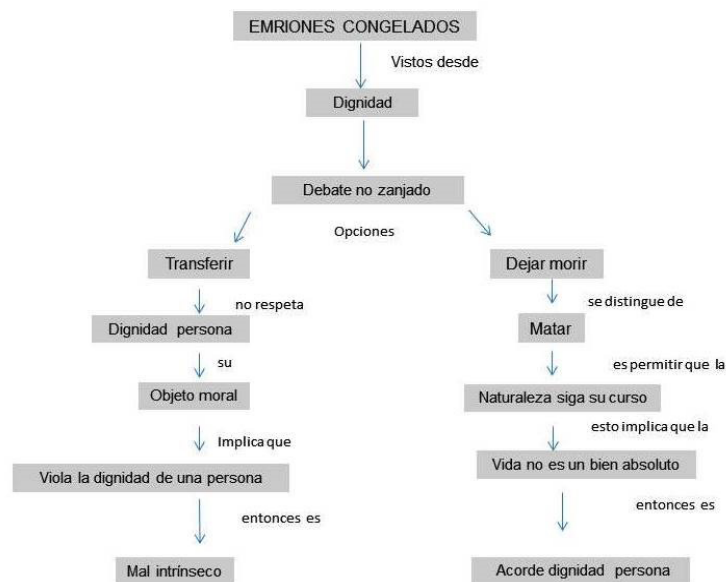 EMRIONES CONGELADOS
Vistos desde
Dignidad
Debate no zanjado
Opciones
Transferir
no respeta
Dignidad persona
su
Objeto moral
Implica que
Viola la dignidad de una persona
entonces es
Mal intrínseco
Dejar morir
se distingue de
Matar
es permitir que la
Naturaleza siga su curso
esto implica que la
Vida no es un bien absoluto
entonces es
Acorde dignidad persona